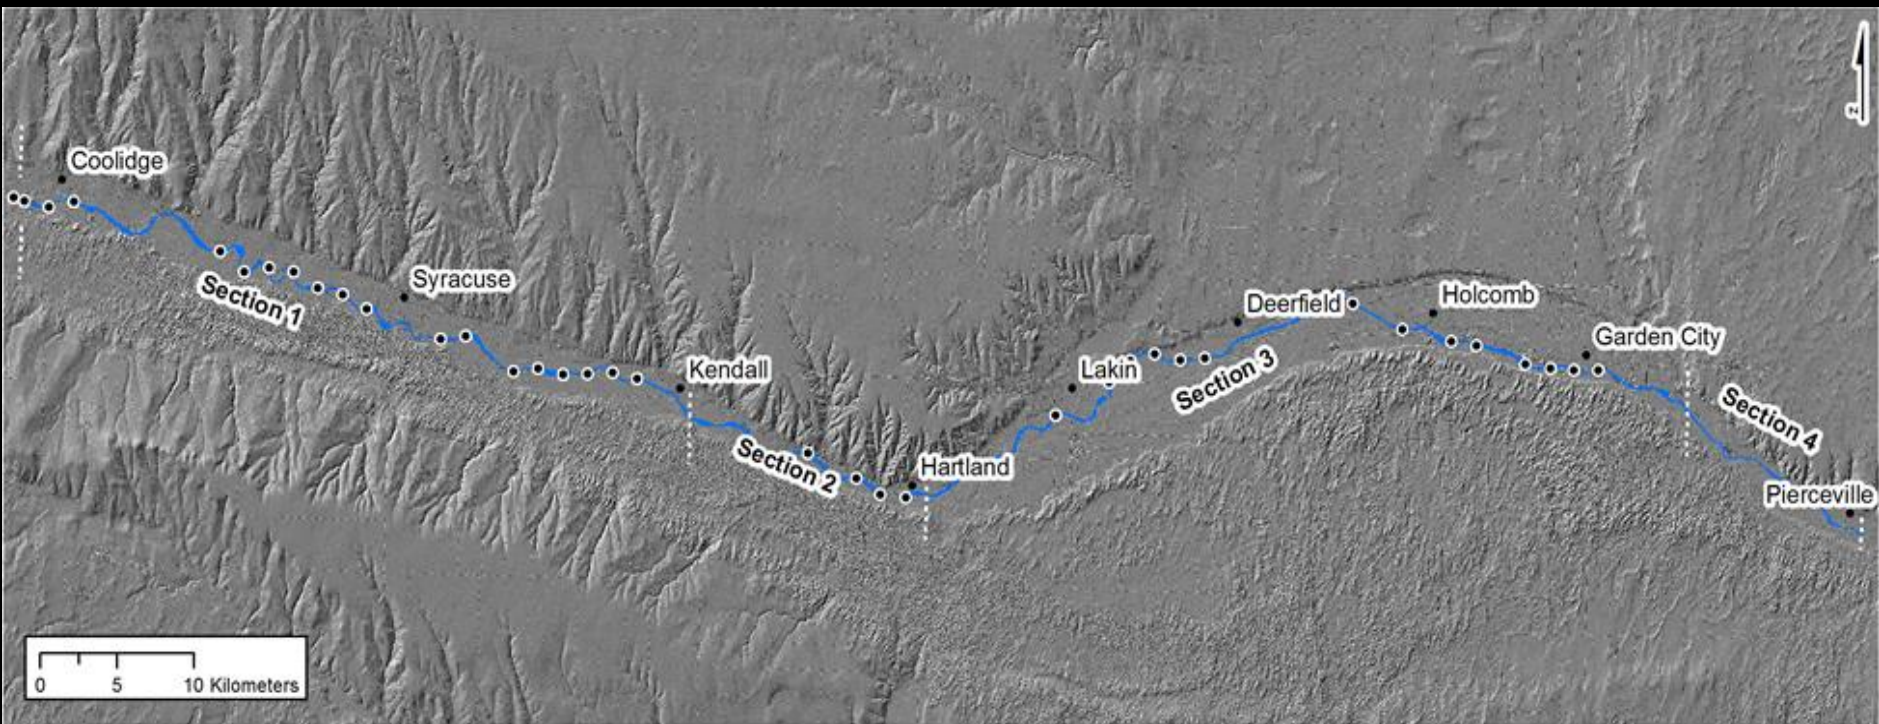 Coolidge
Syracuse
Section 1
Kendall
Section 2
Hartland
Lakin
Section 3
Deerfield
Holcomb
Garden City
Section 4
Pierceville
N
0 5 10 Kilometers